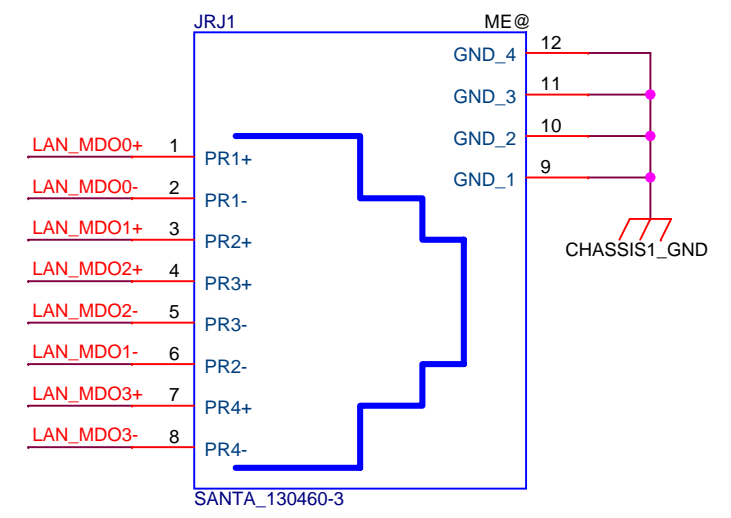 JRJ1 ME@
GND_4 12
GND_3 11
GND_2 10
GND_1 9
CHASSIS1_GND
LAN_MDO0+ 1 PR1+
LAN_MDO0- 2 PR1-
LAN_MDO1+ 3 PR2+
LAN_MDO2+ 4 PR3+
LAN_MDO2- 5 PR3-
LAN_MDO1- 6 PR2-
LAN_MDO3+ 7 PR4+
LAN_MDO3- 8 PR4-
SANTA_130460-3